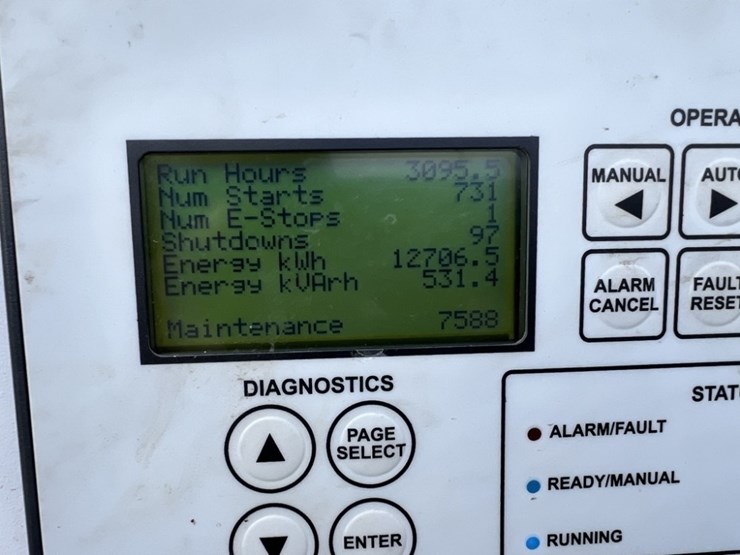 OPERA
Run Hours 3095.5
Num Starts 731
Num E-Stops 1
Shutdowns 97
Energy kWh 12706.5
Energy kVArh 531.4
Maintenance 7588
MANUAL AUTO
ALARM CANCEL
FAULT RESET
DIAGNOSTICS
PAGE SELECT
ENTER
STAT
ALARM/FAULT
READY/MANUAL
RUNNING